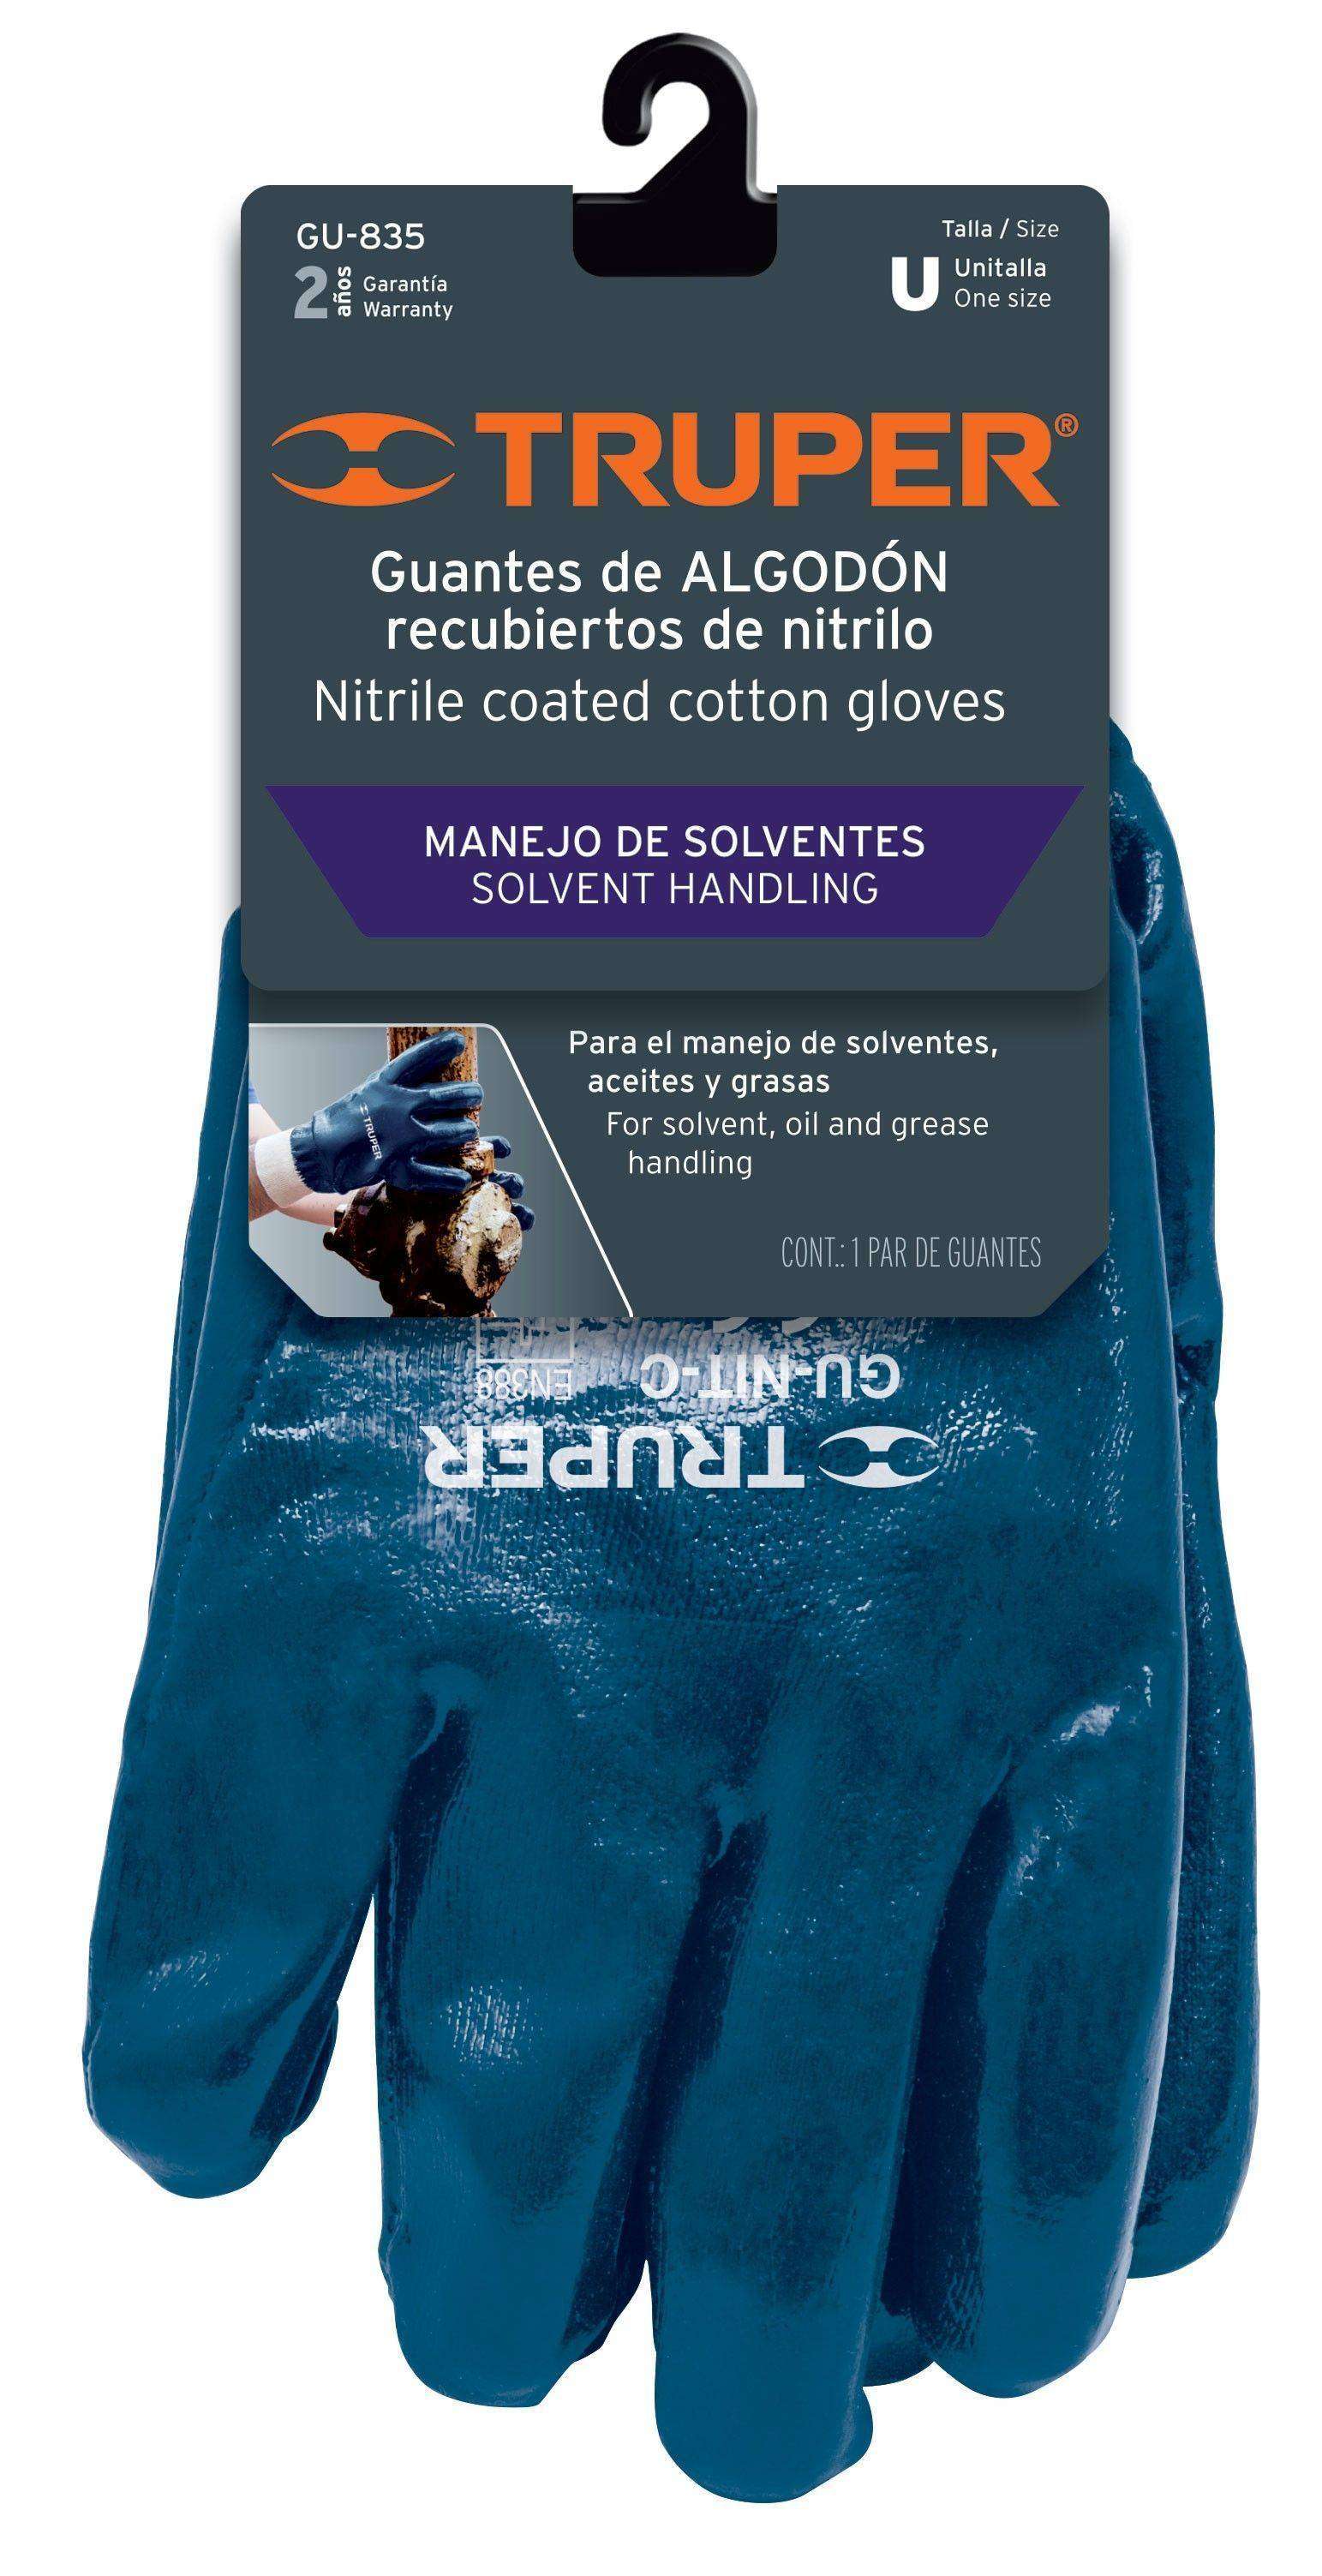 GU-835
2 años Garantía
Warranty
Talla / Size
U Unitalla
One size
TRUPER®
Guantes de ALGODÓN
recubiertos de nitrilo
Nitrile coated cotton gloves
MANEJO DE SOLVENTES
SOLVENT HANDLING
Para el manejo de solventes,
aceites y grasas
For solvent, oil and grease
handling
TRUPER
CONT.: 1 PAR DE GUANTES
GU-NIT-C
EN388
TRUPER